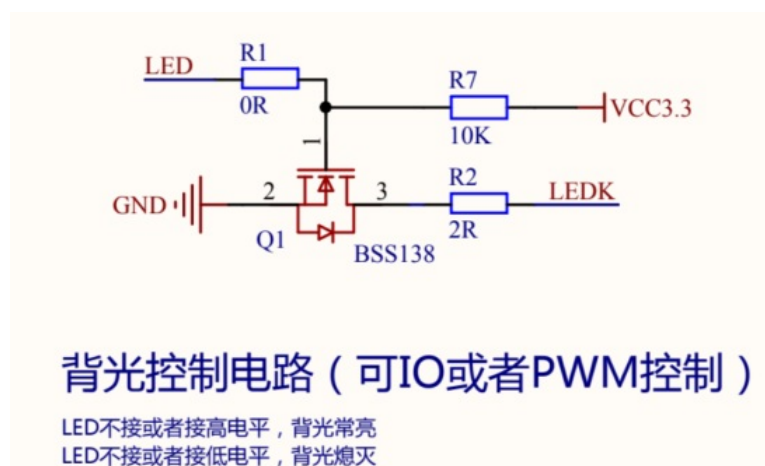 LED
R1
0R
R7
10K
VCC3.3
1
GND
2
3
R2
LEDK
2R
Q1
BSS138
背光控制电路（可IO或者PWM控制）
LED不接或者接高电平，背光常亮
LED不接或者接低电平，背光熄灭